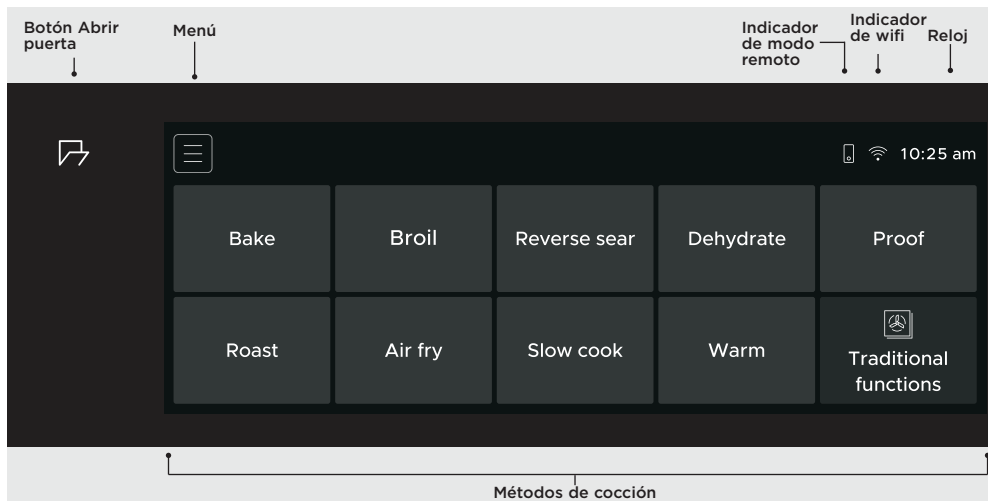 Botón Abrir
puerta
Menú
Indicador
de modo
remoto
Indicador
de wifi
Reloj
10:25 am
Bake
Broil
Reverse sear
Dehydrate
Proof
Roast
Air fry
Slow cook
Warm
Traditional
functions
Métodos de cocción